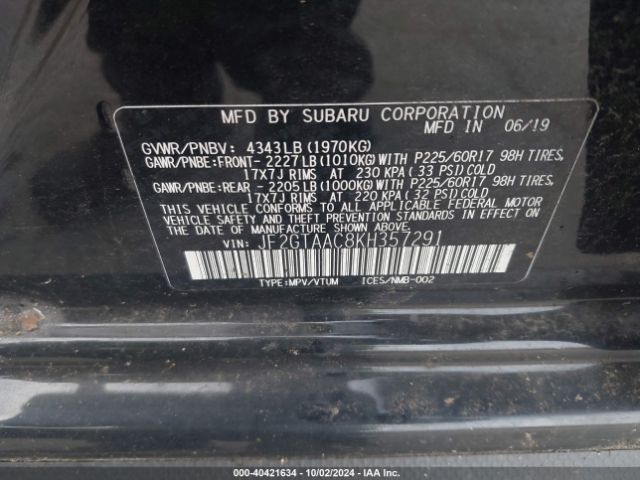 MFD BY SUBARU CORPORATION
MFD IN 06/19
GVWR/PNBV: 4343LB (1970KG)
GAWR/PNBE:FRONT- 2227LB (1010KG) WITH P225/60R17 98H TIRES,
17X7J RIMS AT 230 KPA (33 PSI) COLD
GAWR/PNBE:REAR - 2205LB (1000KG) WITH P225/60R17 98H TIRES,
17X7J RIMS AT 220 KPA (32 PSI) COLD
THIS VEHICLE CONFORMS TO ALL APPLICABLE FEDERAL MOTOR
VEHICLE SAFETY AND THEFT PREVENTION STANDARDS IN EFFECT ON
THE DATE OF MANUFACTURE SHOWN ABOVE.
VIN: JF2GTAAC8KH357291
TYPE:MPV/VTUM ICES/NMB-002
000-40421634 | 10/02/2024 | IAA Inc.